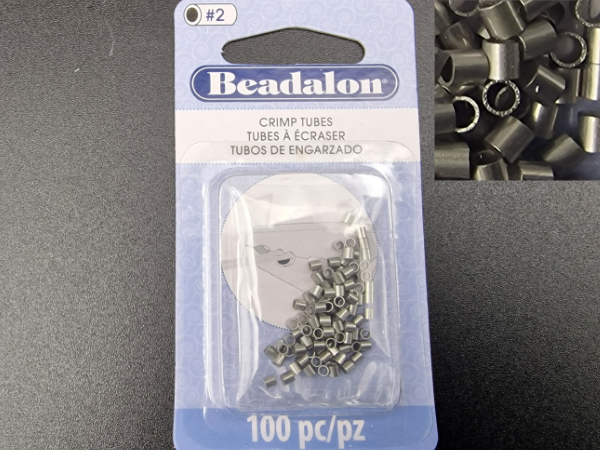 #2
Beadalon®
CRIMP TUBES
TUBES À ÉCRASER
TUBOS DE ENGARZADO
100 pc/pz